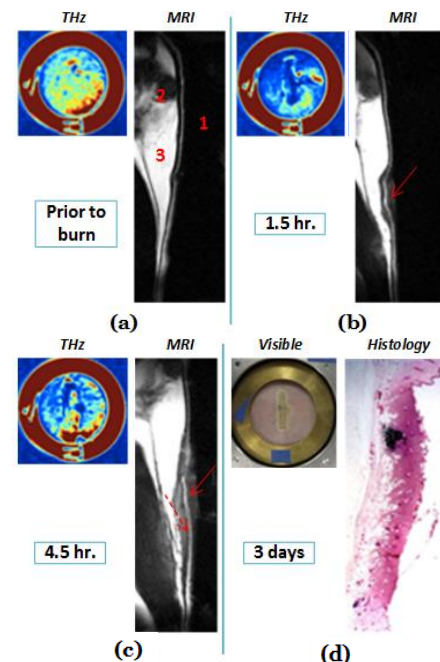 THz MRI
2
1
3
Prior to
burn
(a)
THz MRI
1.5 hr.
(b)
THz MRI
4.5 hr.
(c)
Visible Histology
3 days
(d)